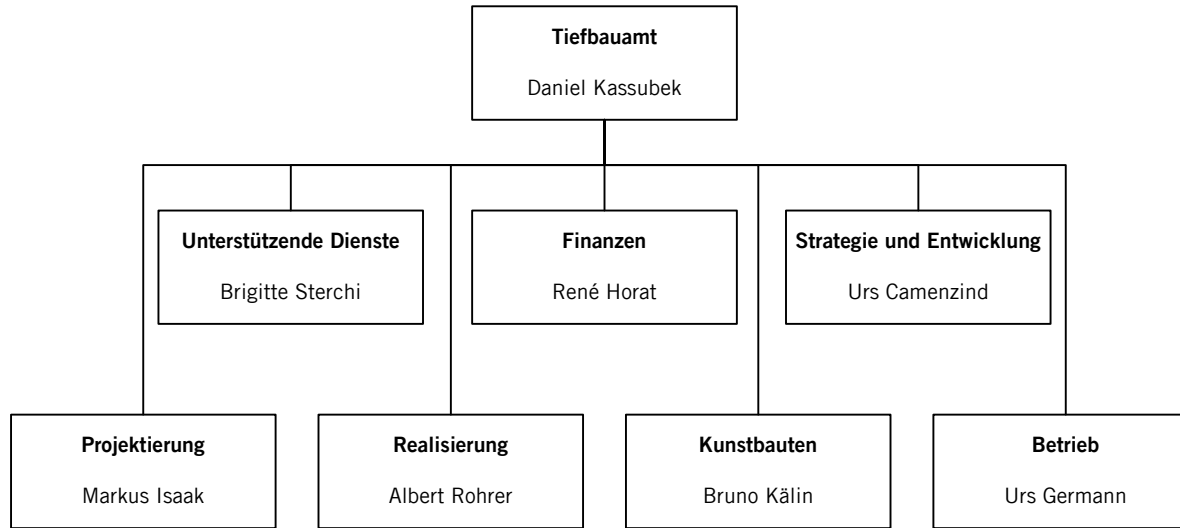 Tiefbauamt
Daniel Kassubek
Unterstützende Dienste
Brigitte Sterchi
Finanzen
René Horat
Strategie und Entwicklung
Urs Camenzind
Projektierung
Markus Isaak
Realisierung
Albert Rohrer
Kunstbauten
Bruno Kälin
Betrieb
Urs Germann